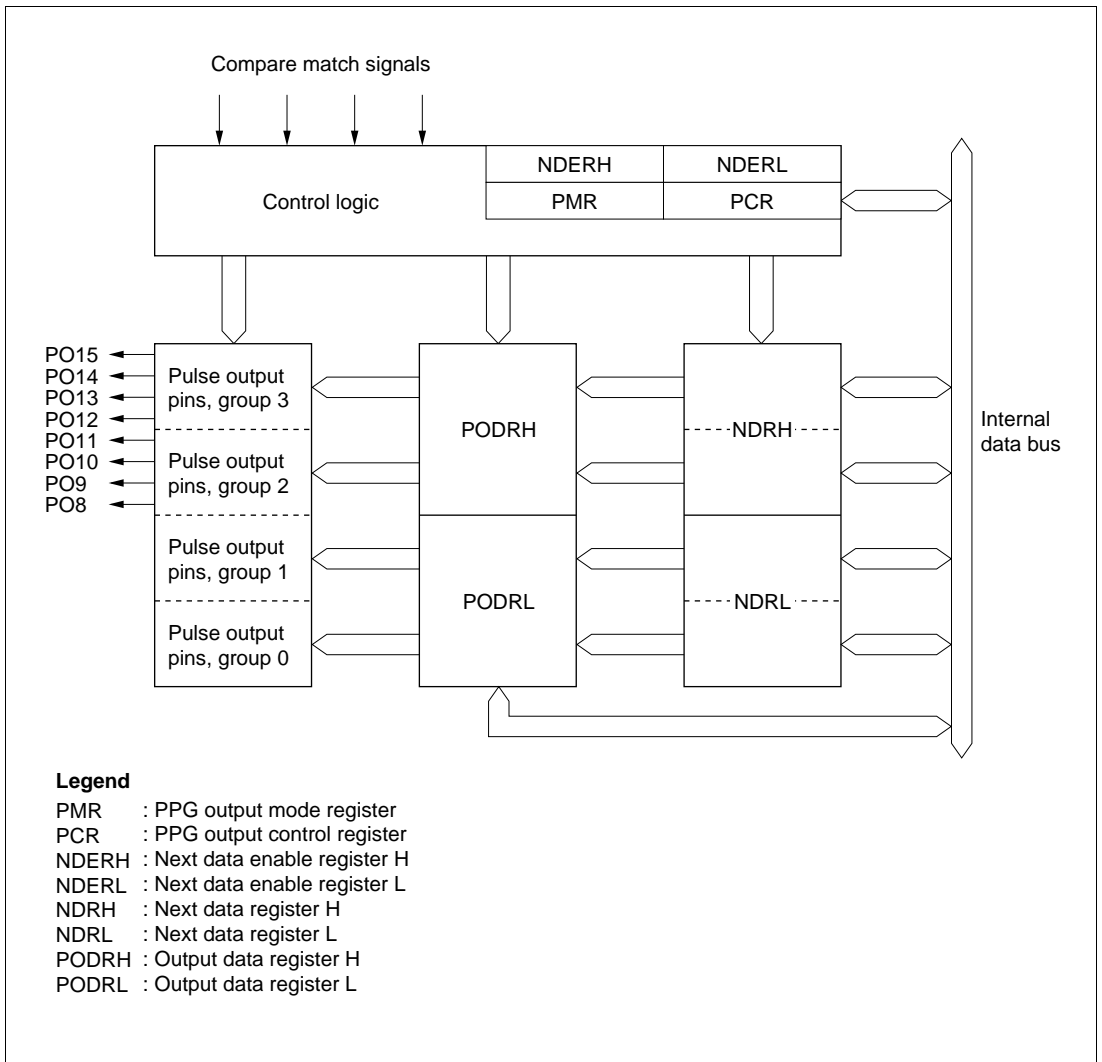 Compare match signals
NDERH NDERL
Control logic PMR PCR
PO15
PO14
PO13
PO12
PO11
PO10
PO9
PO8
Pulse output
pins, group 3
Pulse output
pins, group 2
Pulse output
pins, group 1
Pulse output
pins, group 0
PODRH
PODRL
NDRH
NDRL
Internal
data bus
Legend
PMR : PPG output mode register
PCR : PPG output control register
NDERH : Next data enable register H
NDERL : Next data enable register L
NDRH : Next data register H
NDRL : Next data register L
PODRH : Output data register H
PODRL : Output data register L